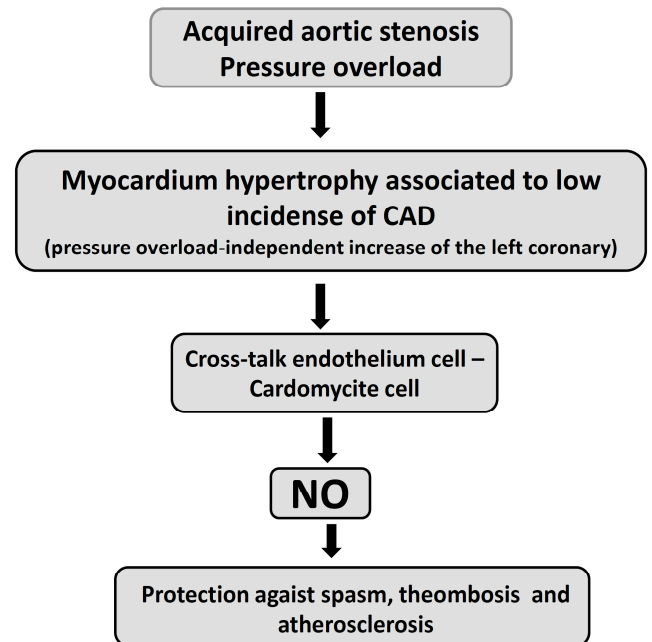 Acquired aortic stenosis
Pressure overload
Myocardium hypertrophy associated to low
incidense of CAD
(pressure overload-independent increase of the left coronary)
Cross-talk endothelium cell –
Cardomycite cell
NO
Protection agaist spasm, theombosis and
atherosclerosis